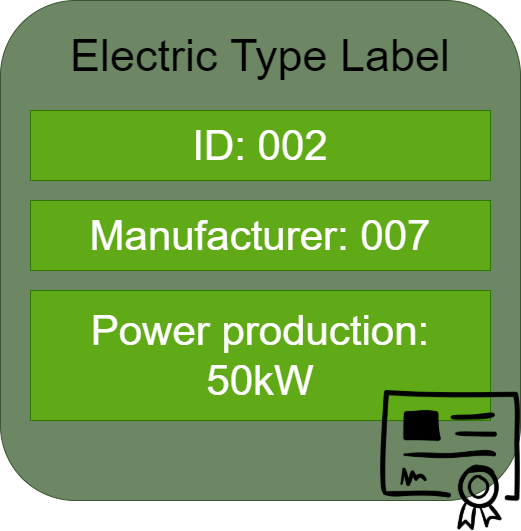 Electric Type Label
ID: 002
Manufacturer: 007
Power production:
50kW